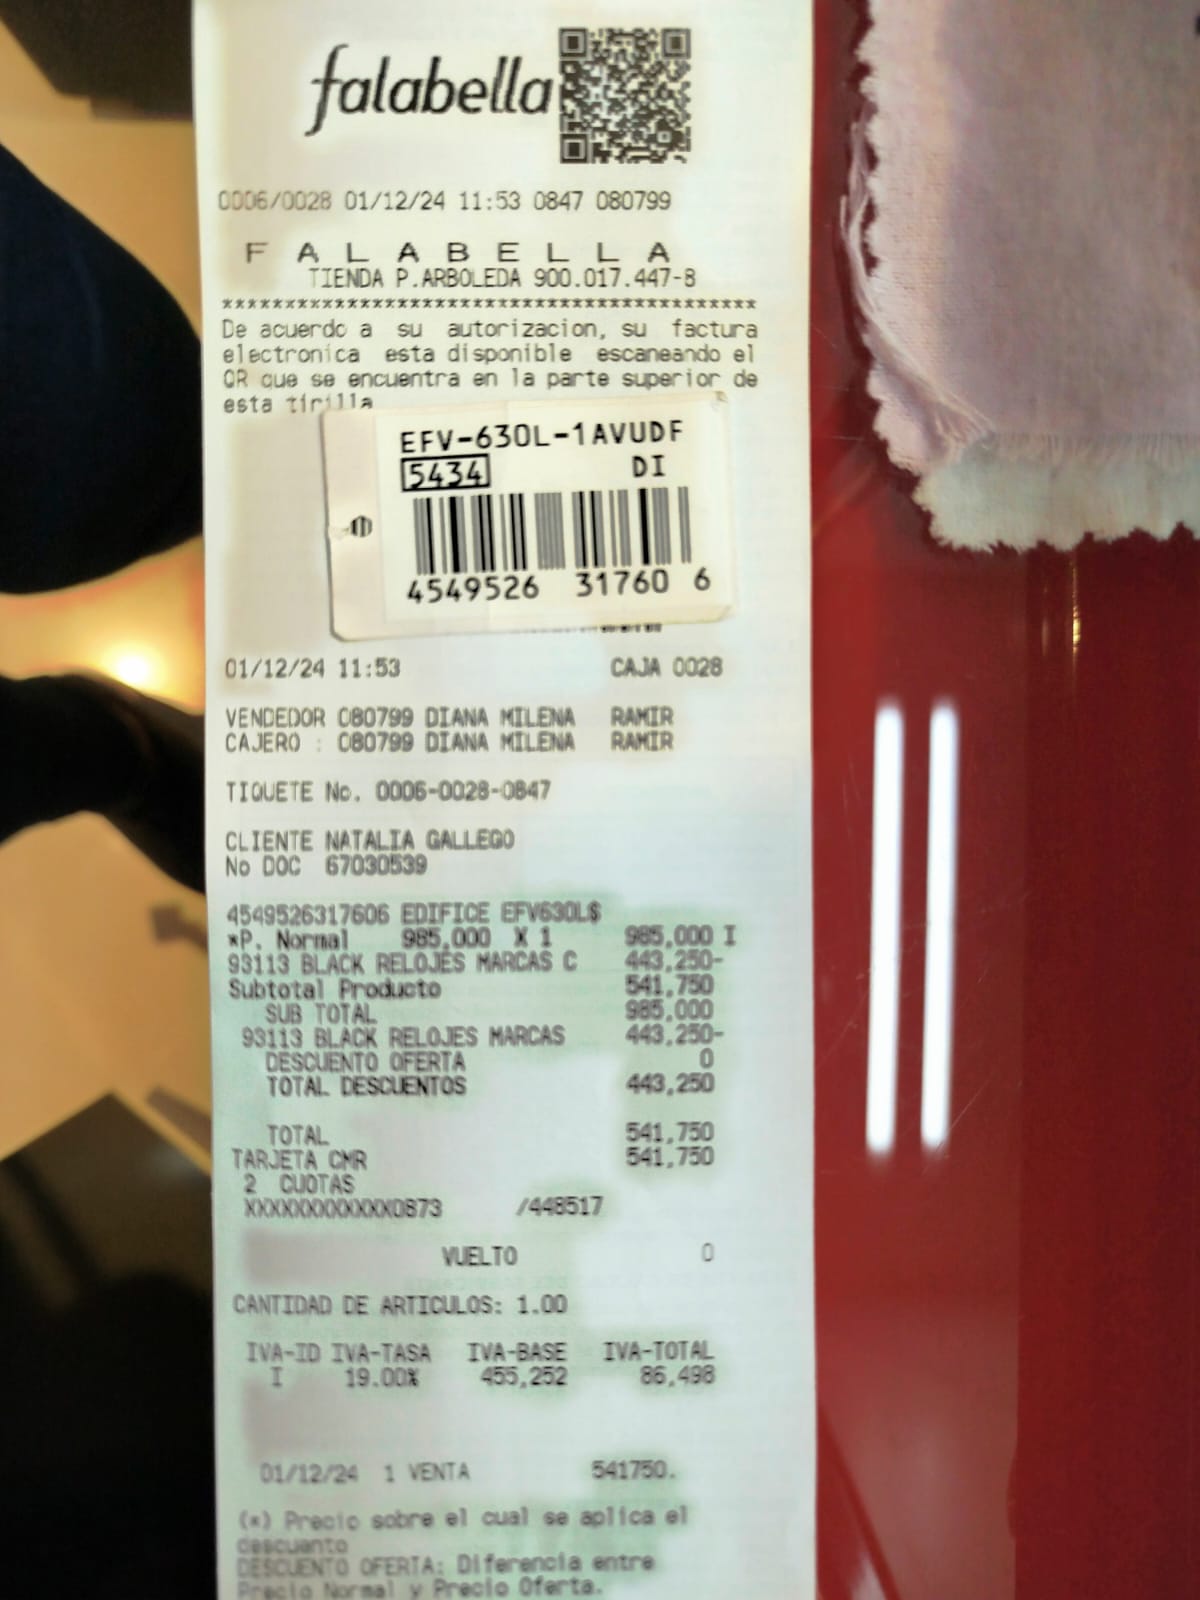 falabella
0006/0028 01/12/24 11:53 0847 080799
F A L A B E L L A
TIENDA P.ARBOLEDA 900.017.447-8
******************************************
De acuerdo a su autorizacion, su factura
electronica esta disponible escaneando el
QR que se encuentra en la parte superior de
esta tirilla
EFV-630L-1AVUDF
5434 DI
4549526 31760 6
01/12/24 11:53 CAJA 0028
VENDEDOR 080799 DIANA MILENA RAMIR
CAJERO : 080799 DIANA MILENA RAMIR
TIQUETE No. 0006-0028-0847
CLIENTE NATALIA GALLEGO
No DOC 67030539
4549526317606 EDIFICE EFV630L$
*P. Normal 985,000 X 1 985,000 I
93113 BLACK RELOJES MARCAS C 443,250-
Subtotal Producto 541,750
SUB TOTAL 985,000
93113 BLACK RELOJES MARCAS 443,250-
DESCUENTO OFERTA 0
TOTAL DESCUENTOS 443,250
TOTAL 541,750
TARJETA CMR 541,750
2 CUOTAS
XXXXXXXXXXXX0873 /448517
VUELTO 0
CANTIDAD DE ARTICULOS: 1.00
IVA-ID IVA-TASA IVA-BASE IVA-TOTAL
I 19.00% 455,252 86,498
01/12/24 1 VENTA 541750.
(*) Precio sobre el cual se aplica el
descuento
DESCUENTO OFERTA: Diferencia entre
Precio Normal y Precio Oferta.